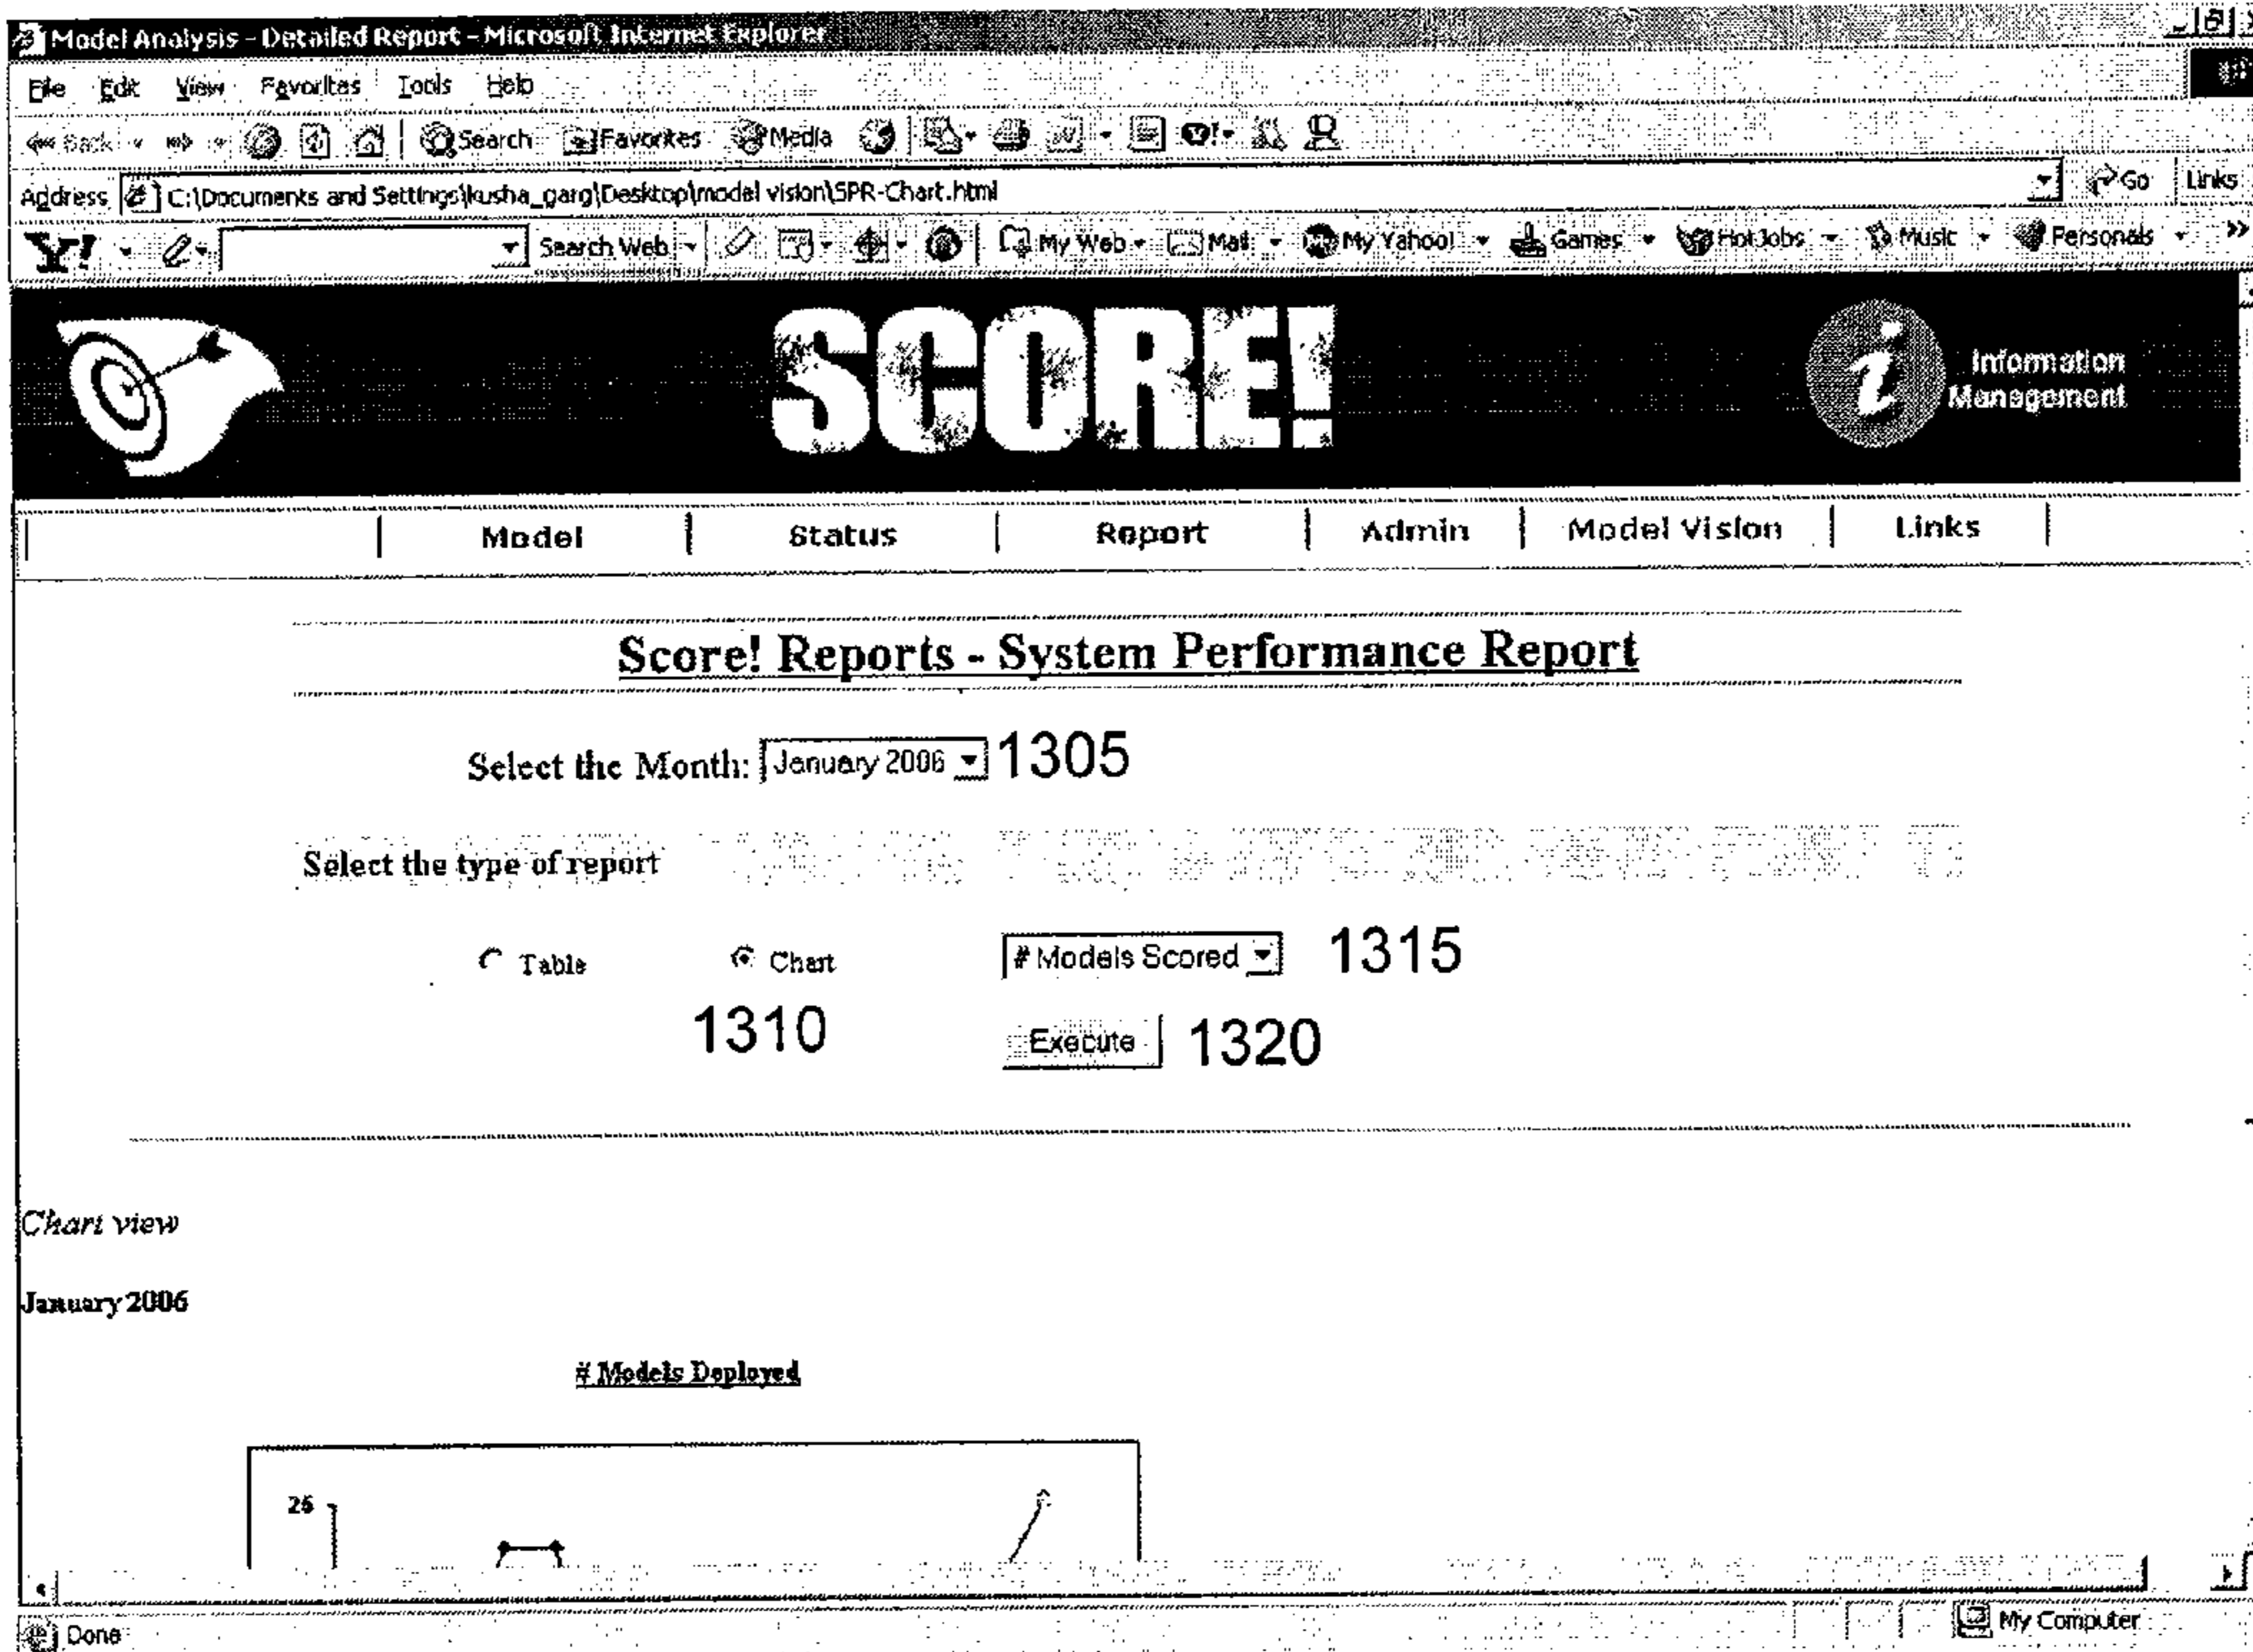 Model Analysis - Detailed Report - Microsoft Internet Explorer
File Edit View Favorites Tools Help
Back Search Favorites Media
Address C:\Documents and Settings\kusha_garg\Desktop\model vision\SPR-Chart.html Go Links
Y! Search Web My Web Mail My Yahoo! Games HotJobs Music Personals »
SCORE!
i Information
Management
Model Status Report Admin Model Vision Links
Score! Reports - System Performance Report
Select the Month: January 2006 1305
Select the type of report
Table Chart # Models Scored 1315
1310 Execute 1320
Chart view
January 2006
# Models Deployed
25
Done My Computer